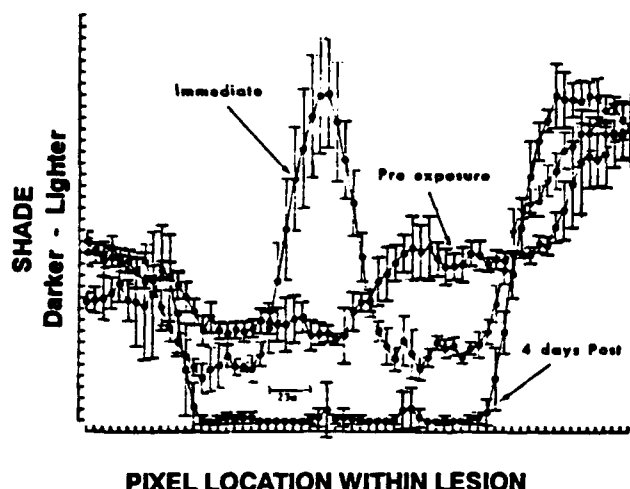 Immediate
Pre exposure
SHADE
Darker - Lighter
4 days Post
PIXEL LOCATION WITHIN LESION